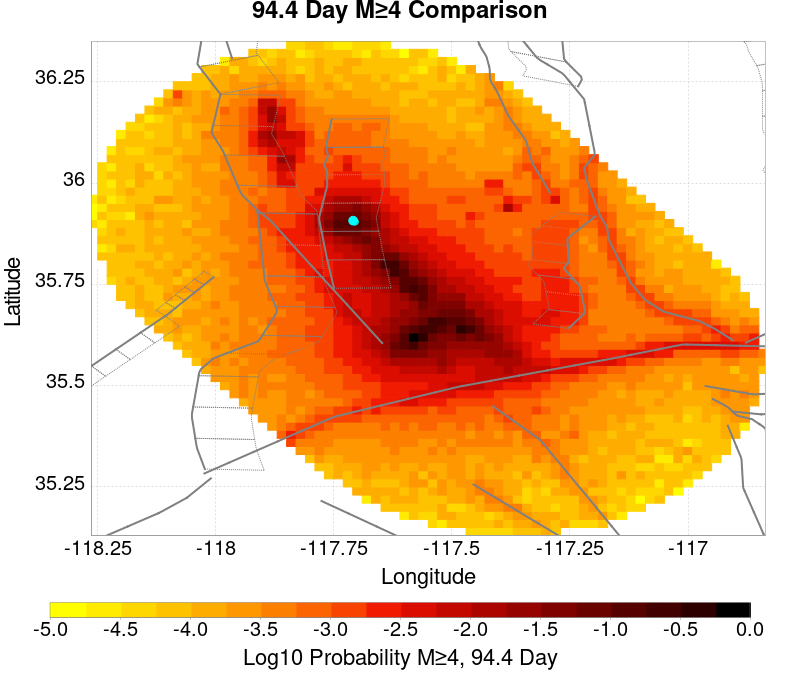 94.4 Day M≥4 Comparison
36.25
36
35.75
35.5
35.25
Latitude
-118.25 -118 -117.75 -117.5 -117.25 -117
Longitude
-5.0 -4.5 -4.0 -3.5 -3.0 -2.5 -2.0 -1.5 -1.0 -0.5 0.0
Log10 Probability M≥4, 94.4 Day